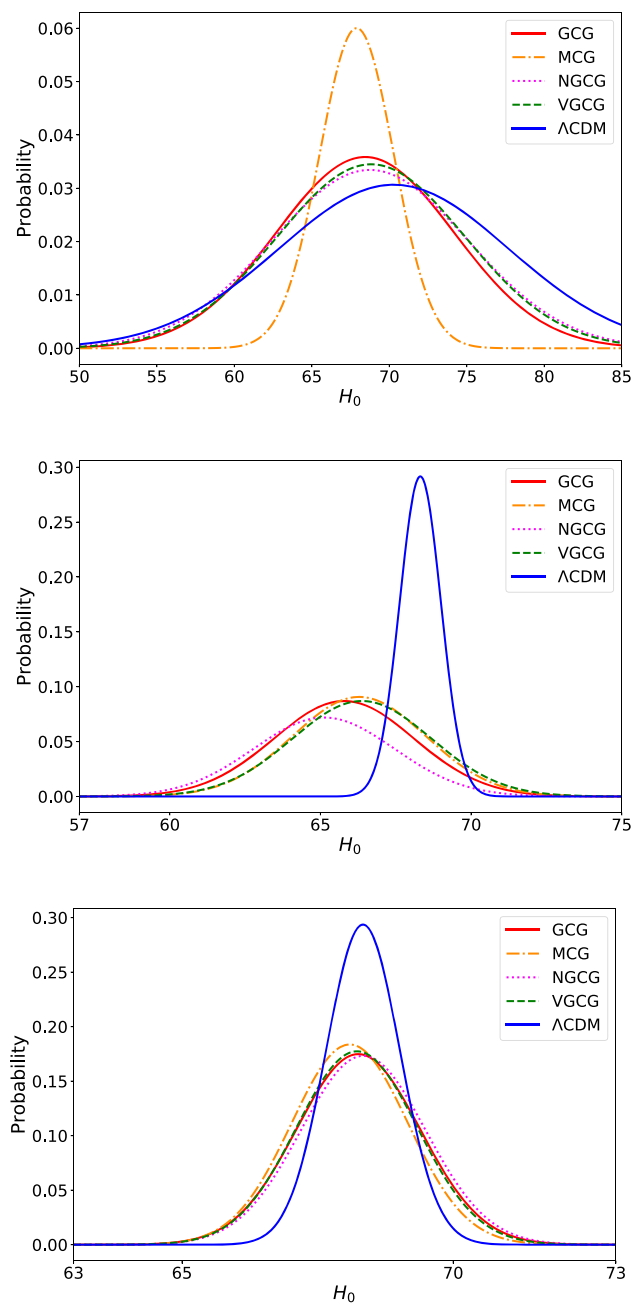 0.06
0.05
0.04
0.03
0.02
0.01
0.00
Probability
GCG
MCG
NGCG
VGCG
ΛCDM
50 55 60 65 70 75 80 85
H₀
0.30
0.25
0.20
0.15
0.10
0.05
0.00
Probability
GCG
MCG
NGCG
VGCG
ΛCDM
57 60 65 70 75
H₀
0.30
0.25
0.20
0.15
0.10
0.05
0.00
Probability
GCG
MCG
NGCG
VGCG
ΛCDM
63 65 70 73
H₀